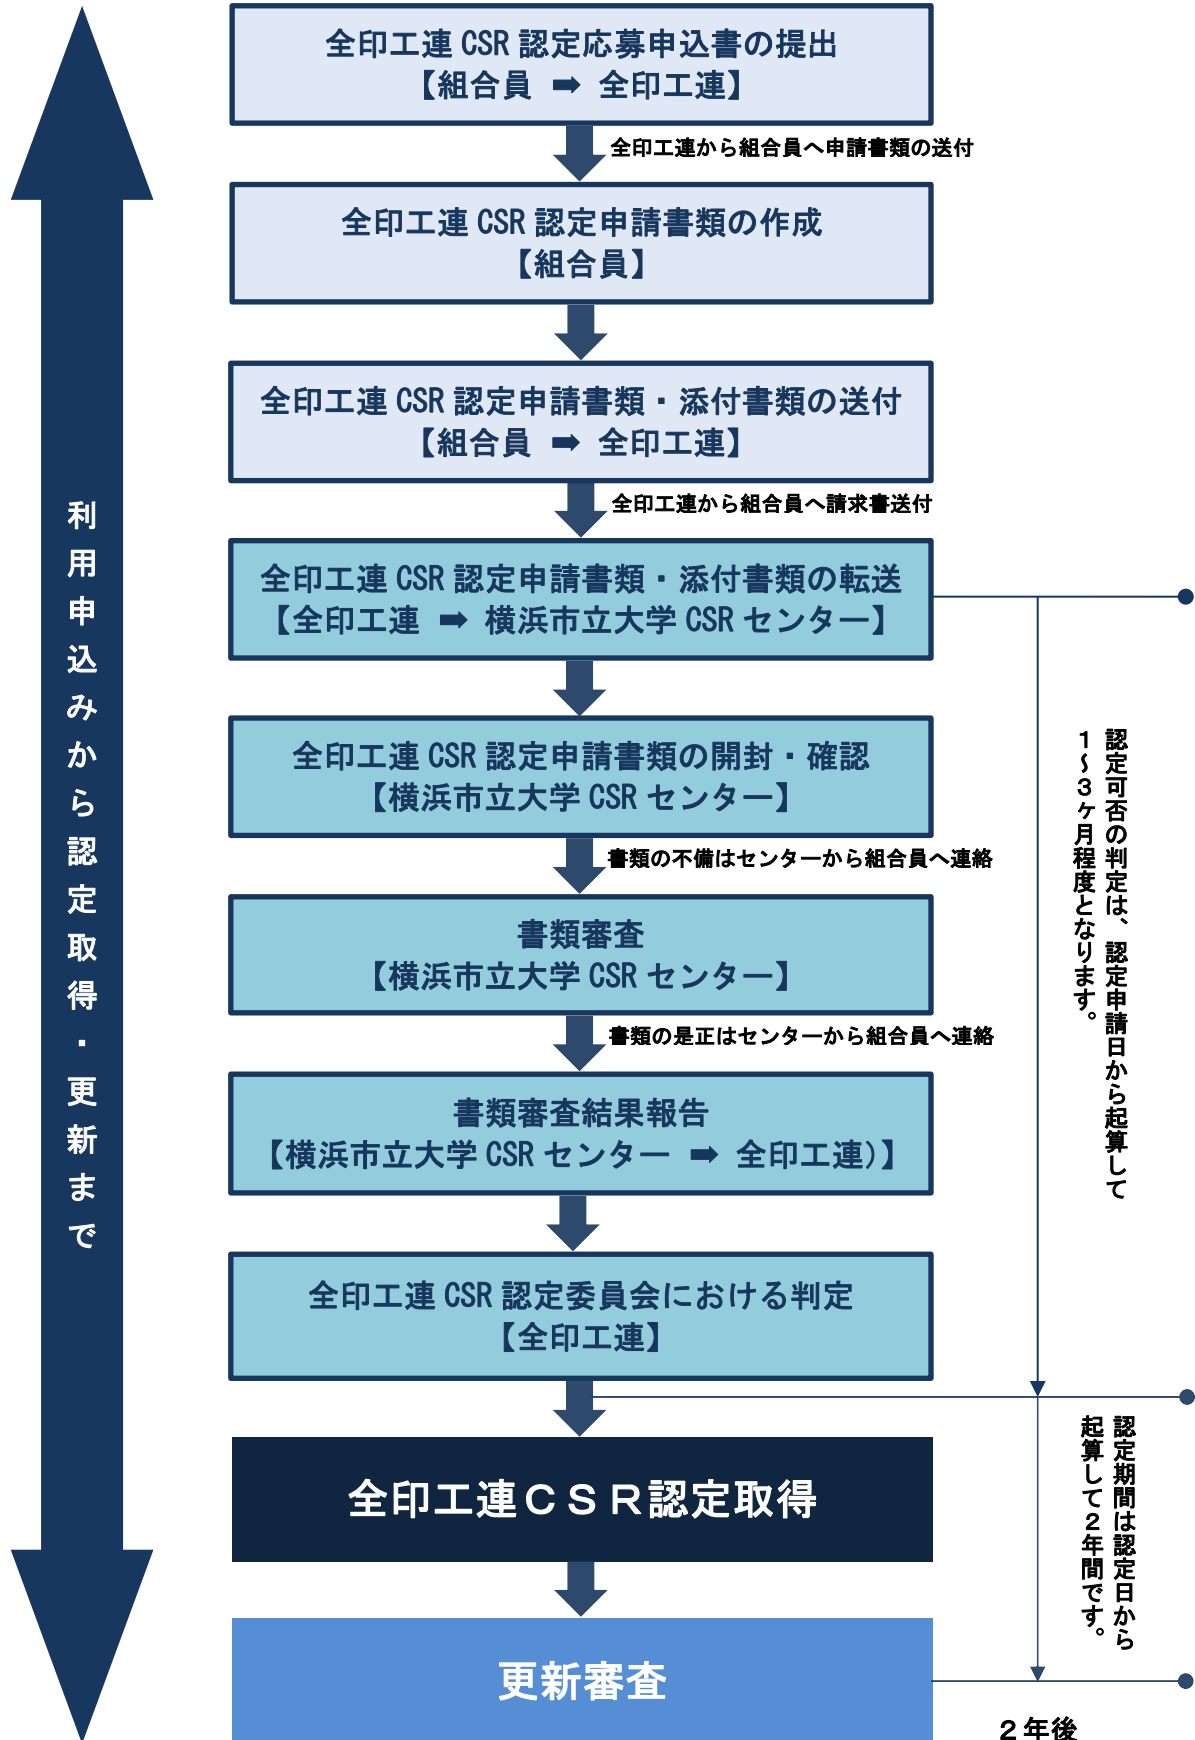 全印工連 CSR 認定応募申込書の提出
【組合員 ➡ 全印工連】
全印工連から組合員へ申請書類の送付
全印工連 CSR 認定申請書類の作成
【組合員】
全印工連 CSR 認定申請書類・添付書類の送付
【組合員 ➡ 全印工連】
全印工連から組合員へ請求書送付
全印工連 CSR 認定申請書類・添付書類の転送
【全印工連 ➡ 横浜市立大学 CSR センター】
全印工連 CSR 認定申請書類の開封・確認
【横浜市立大学 CSR センター】
書類の不備はセンターから組合員へ連絡
書類審査
【横浜市立大学 CSR センター】
書類の是正はセンターから組合員へ連絡
書類審査結果報告
【横浜市立大学 CSR センター ➡ 全印工連)】
全印工連 CSR 認定委員会における判定
【全印工連】
全印工連ＣＳＲ認定取得
更新審査
利用申込みから認定取得・更新まで
認定可否の判定は、認定申請日から起算して
１～３ヶ月程度となります。
認定期間は認定日から
起算して２年間です。
２年後